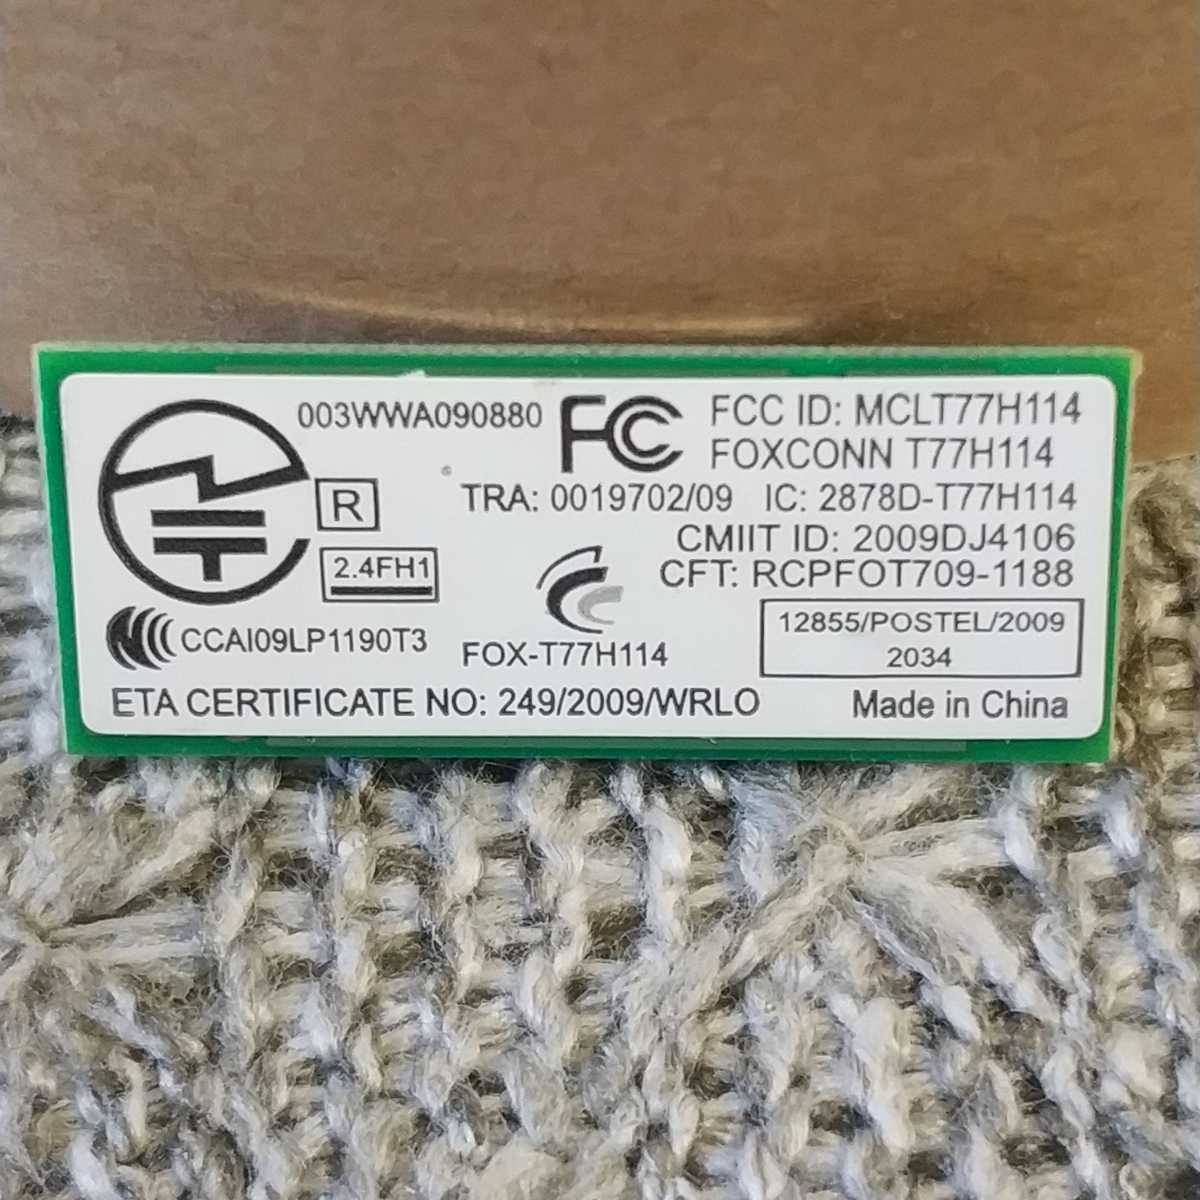 003WWA090880
FC FCC ID: MCLT77H114
FOXCONN T77H114
R
TRA: 0019702/09 IC: 2878D-T77H114
CMIIT ID: 2009DJ4106
2.4FH1
CFT: RCPFOT709-1188
CCAI09LP1190T3
FOX-T77H114
12855/POSTEL/2009
2034
ETA CERTIFICATE NO: 249/2009/WRLO
Made in China